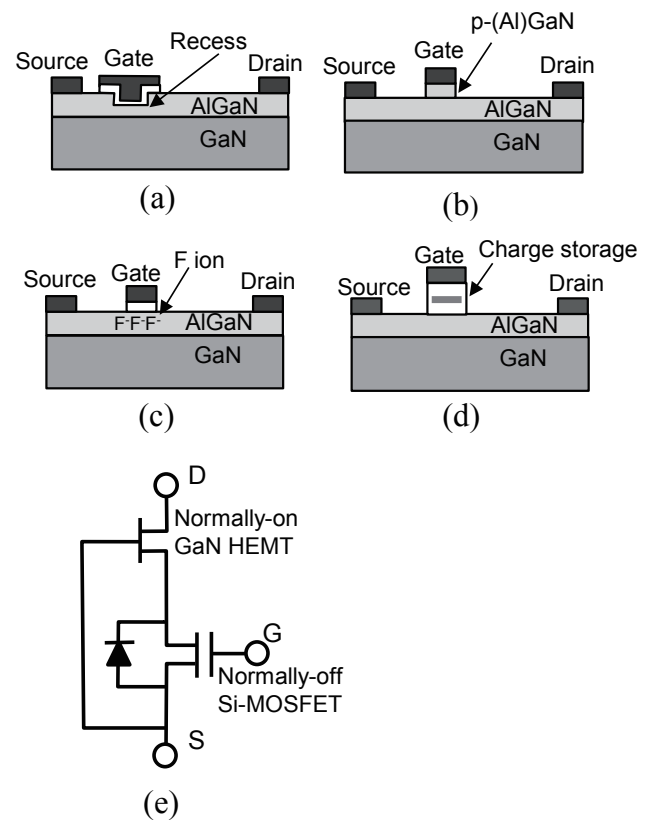 Source Gate Recess Drain
AlGaN
GaN
(a)
p-(Al)GaN
Source Gate Drain
AlGaN
GaN
(b)
Source Gate F ion Drain
F-F-F- AlGaN
GaN
(c)
Source Gate Charge storage Drain
AlGaN
GaN
(d)
D
Normally-on
GaN HEMT
G
Normally-off
Si-MOSFET
S
(e)